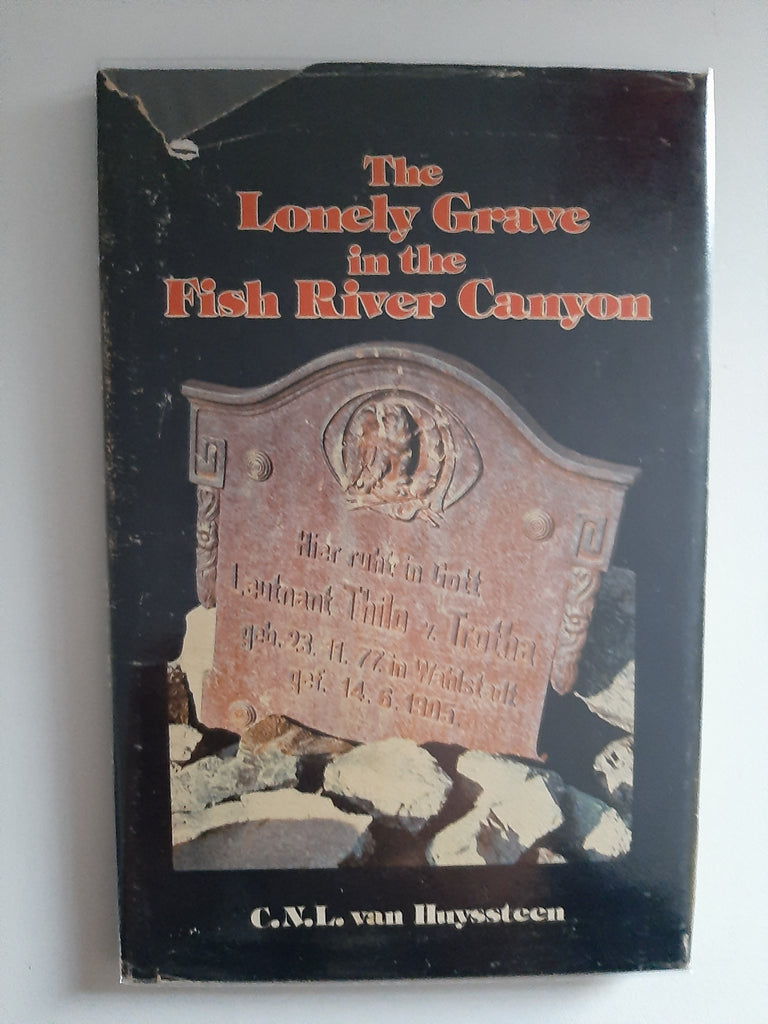 The
Lonely Grave
in the
Fish River Canyon
Hier ruht in Gott
Leutnant Thilo v. Trotha
geb. 23. 11. 77 in Wahlstadt
gef. 14. 6. 1905.
C.N.L. van Huyssteen